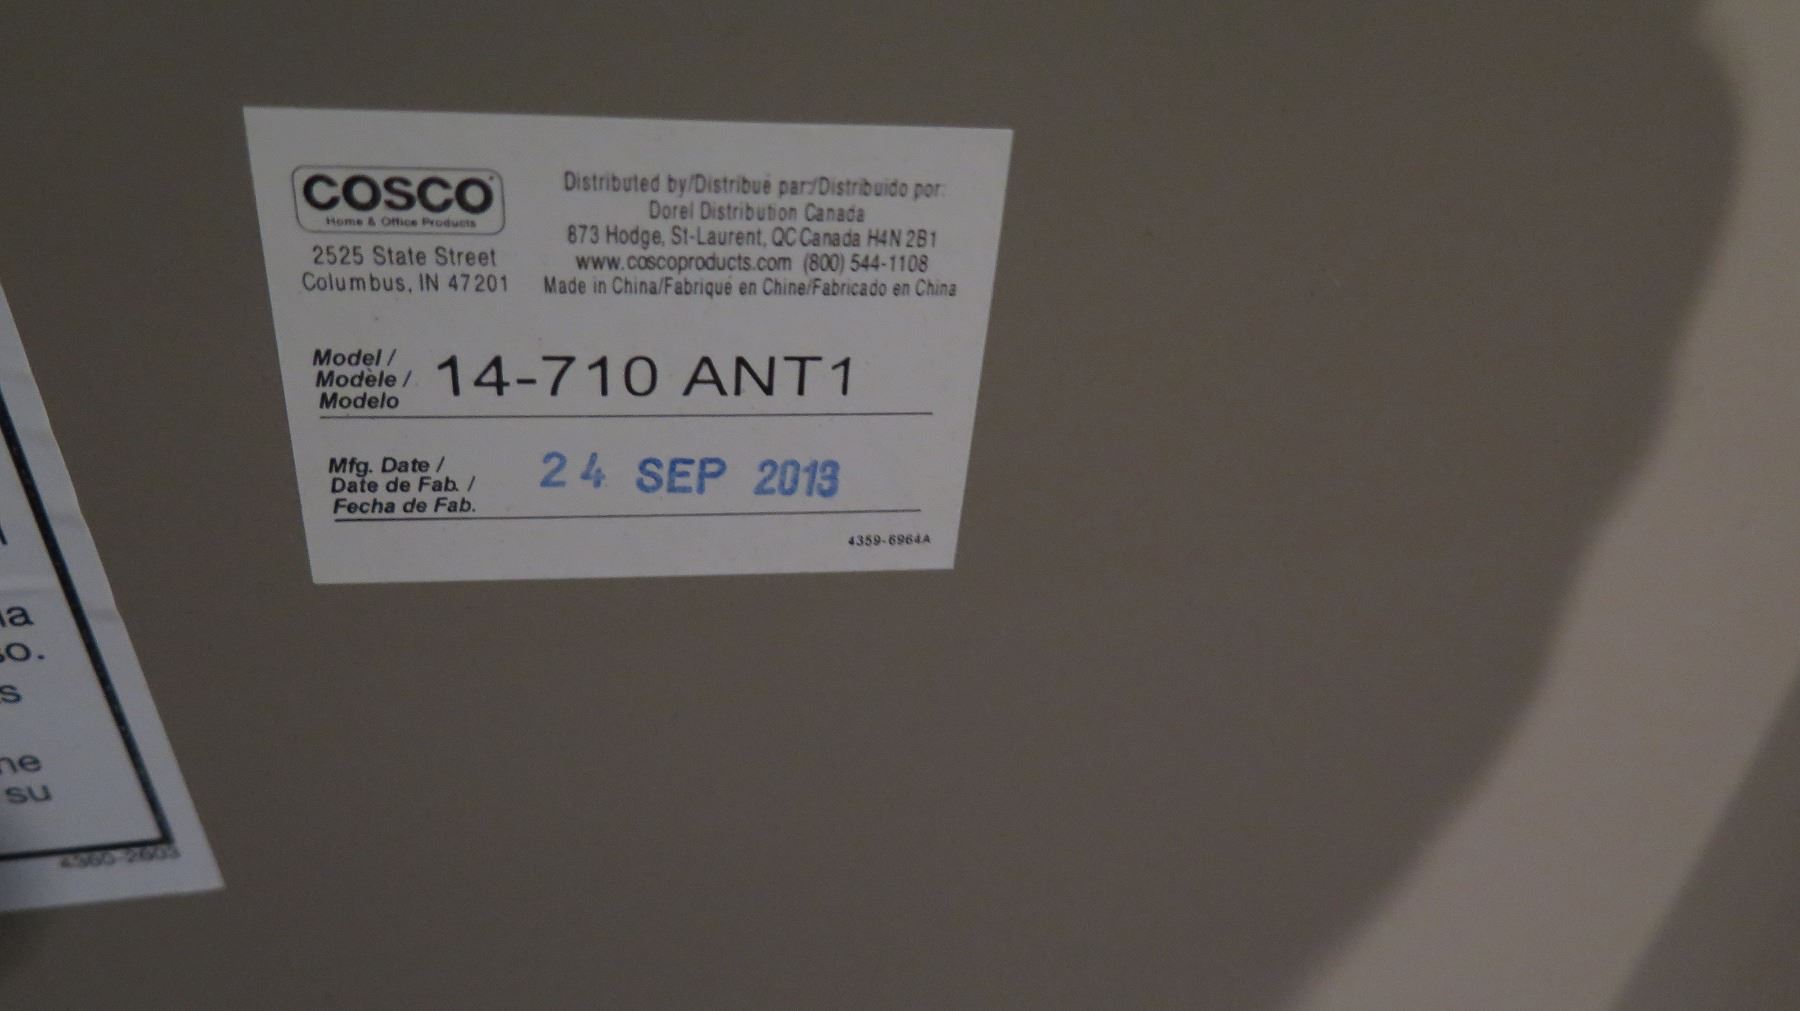 COSCO
Home & Office Products
2525 State Street
Columbus, IN 47201
Distributed by/Distribué par:/Distribuido por:
Dorel Distribution Canada
873 Hodge, St-Laurent, QC Canada H4N 2B1
www.coscoproducts.com (800) 544-1108
Made in China/Fabriqué en Chine/Fabricado en China
Model /
Modèle /
Modelo
14-710 ANT1
Mfg. Date /
Date de Fab. /
Fecha de Fab.
24 SEP 2013
4359-6964A
su
4360-2603